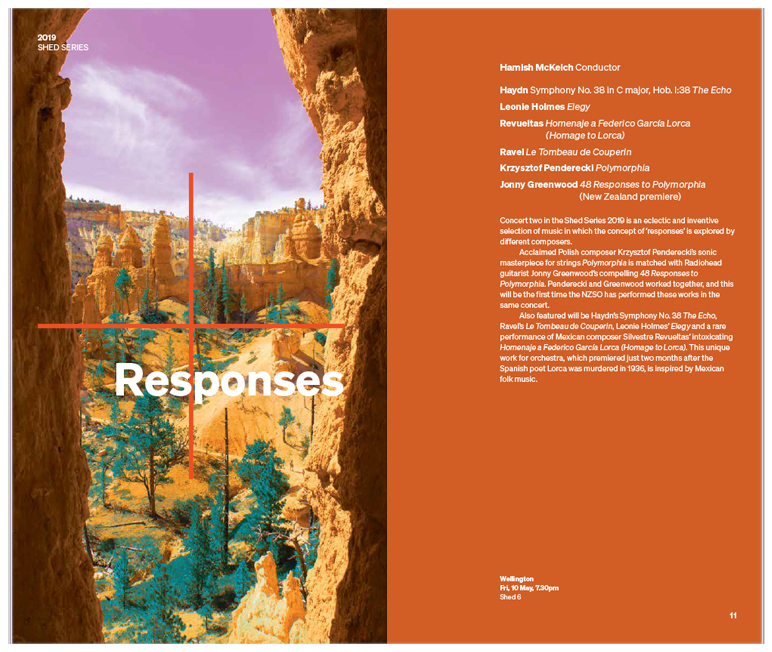 2019
SHED SERIES
Responses
Hamish McKeich Conductor
Haydn Symphony No. 38 in C major, Hob. I:38 The Echo
Leonie Holmes Elegy
Revueltas Homenaje a Federico García Lorca
(Homage to Lorca)
Ravel Le Tombeau de Couperin
Krzysztof Penderecki Polymorphia
Jonny Greenwood 48 Responses to Polymorphia
(New Zealand premiere)
Concert two in the Shed Series 2019 is an eclectic and inventive
selection of music in which the concept of ‘responses’ is explored by
different composers.
Acclaimed Polish composer Krzysztof Penderecki’s sonic
masterpiece for strings Polymorphia is matched with Radiohead
guitarist Jonny Greenwood’s compelling 48 Responses to
Polymorphia. Penderecki and Greenwood worked together, and this
will be the first time the NZSO has performed these works in the
same concert.
Also featured will be Haydn’s Symphony No. 38 The Echo,
Ravel’s Le Tombeau de Couperin, Leonie Holmes’ Elegy and a rare
performance of Mexican composer Silvestre Revueltas’ intoxicating
Homenaje a Federico García Lorca (Homage to Lorca). This unique
work for orchestra, which premiered just two months after the
Spanish poet Lorca was murdered in 1936, is inspired by Mexican
folk music.
Wellington
Fri, 10 May, 7.30pm
Shed 6
11